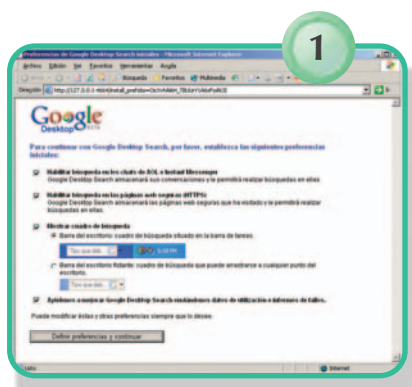 1
Preferencias de Google Desktop Search iniciales - Microsoft Internet Explorer
Archivo Edición Ver Favoritos Herramientas Ayuda
Búsqueda Favoritos Multimedia
Dirección
Google
Desktop BETA
Para continuar con Google Desktop Search, por favor, establezca las siguientes preferencias
iniciales:
Habilitar búsqueda en los chats de AOL e Instant Messenger
Google Desktop Search almacenará sus conversaciones y le permitirá realizar búsquedas en ellas.
Habilitar búsqueda en las páginas web seguras (HTTPS)
Google Desktop Search almacenará las páginas web seguras que ha visitado y le permitirá realizar
búsquedas en ellas.
Mostrar cuadro de búsqueda
Barra del escritorio: cuadro de búsqueda situado en la barra de tareas.
Barra del escritorio flotante: cuadro de búsqueda que puede arrastrarse a cualquier punto del
escritorio.
Ayúdenos a mejorar Google Desktop Search enviándonos datos de utilización e informes de fallos.
Puede modificar éstas y otras preferencias siempre que lo desee.
Definir preferencias y continuar
Listo Internet